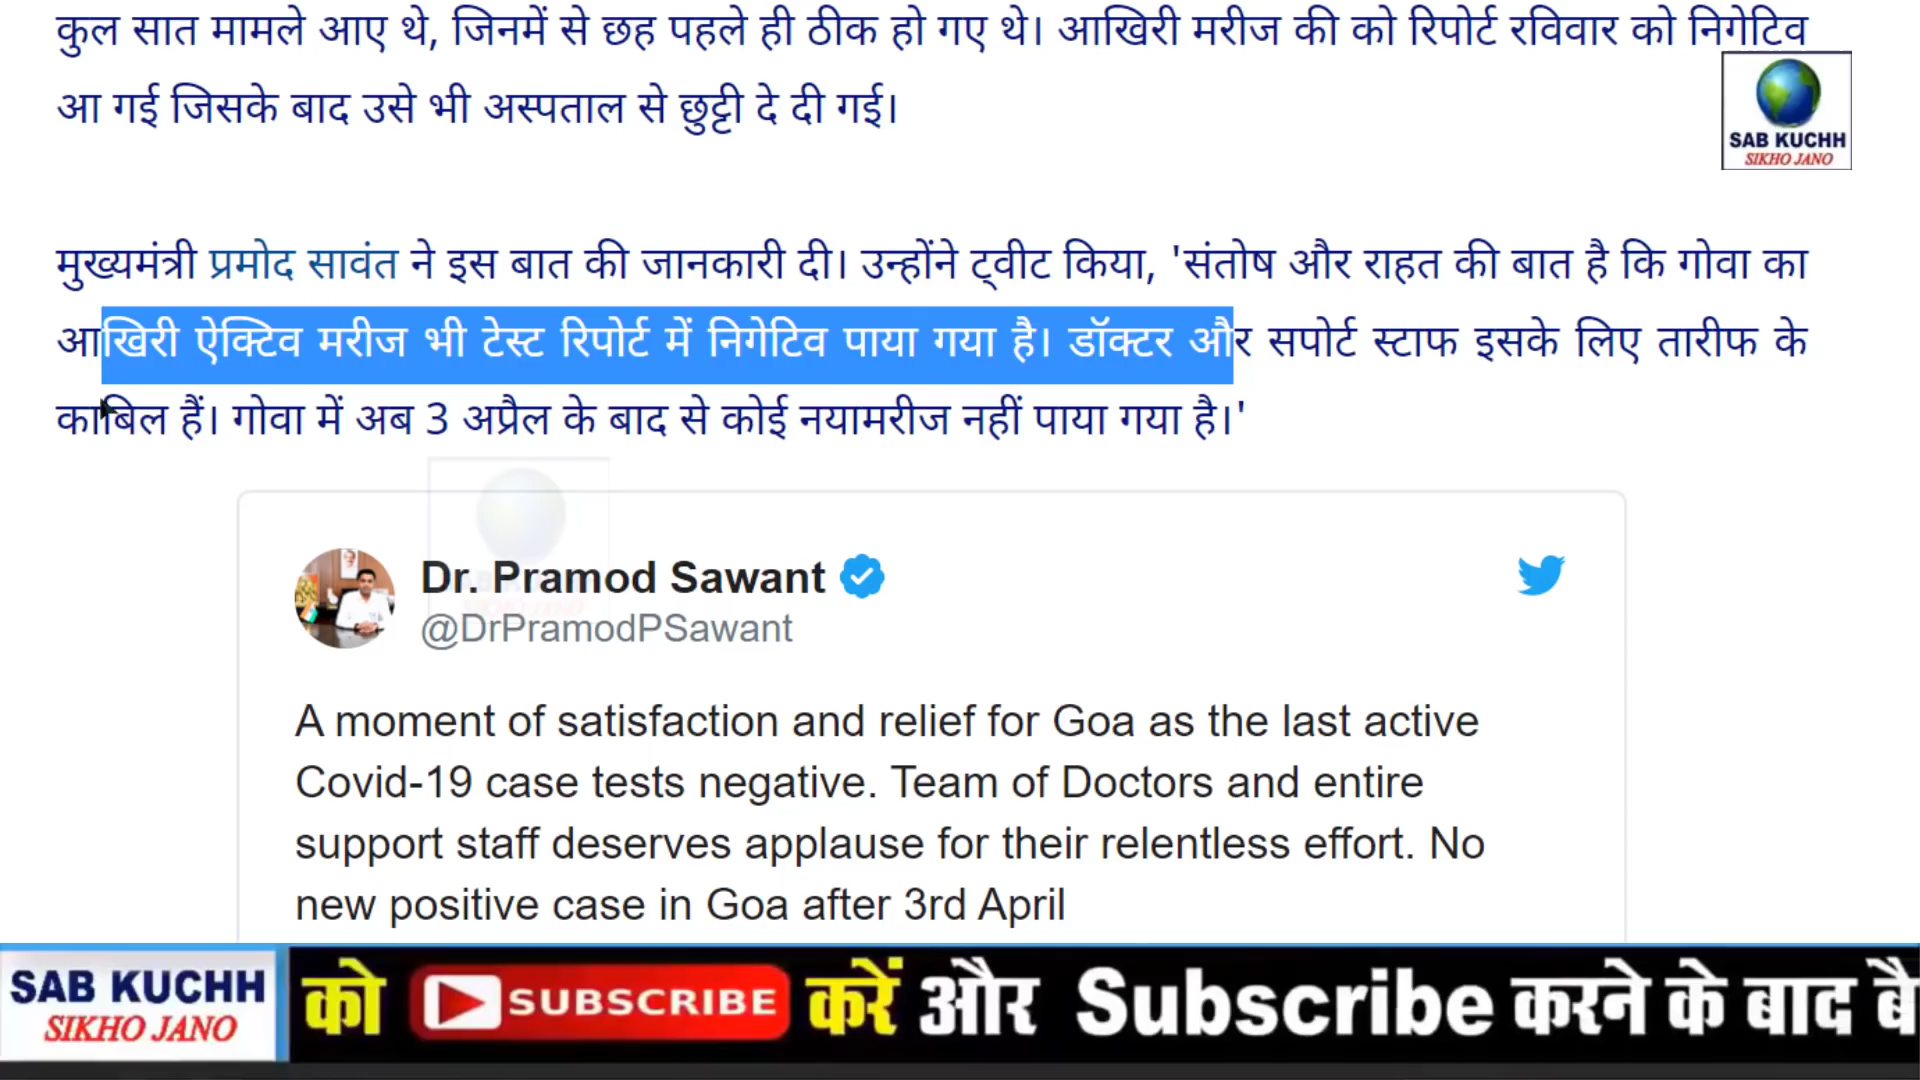 कुल सात मामले आए थे, जिनमें से छह पहले ही ठीक हो गए थे। आखिरी मरीज की को रिपोर्ट रविवार को निगेटिव
आ गई जिसके बाद उसे भी अस्पताल से छुट्टी दे दी गई।
SAB KUCHH
SIKHO JANO
मुख्यमंत्री प्रमोद सावंत ने इस बात की जानकारी दी। उन्होंने ट्वीट किया, 'संतोष और राहत की बात है कि गोवा का
आखिरी ऐक्टिव मरीज भी टेस्ट रिपोर्ट में निगेटिव पाया गया है। डॉक्टर और सपोर्ट स्टाफ इसके लिए तारीफ के
काबिल हैं। गोवा में अब 3 अप्रैल के बाद से कोई नयामरीज नहीं पाया गया है।'
Dr. Pramod Sawant
@DrPramodPSawant
A moment of satisfaction and relief for Goa as the last active
Covid-19 case tests negative. Team of Doctors and entire
support staff deserves applause for their relentless effort. No
new positive case in Goa after 3rd April
SAB KUCHH
SIKHO JANO
को SUBSCRIBE करें और Subscribe करने के बाद